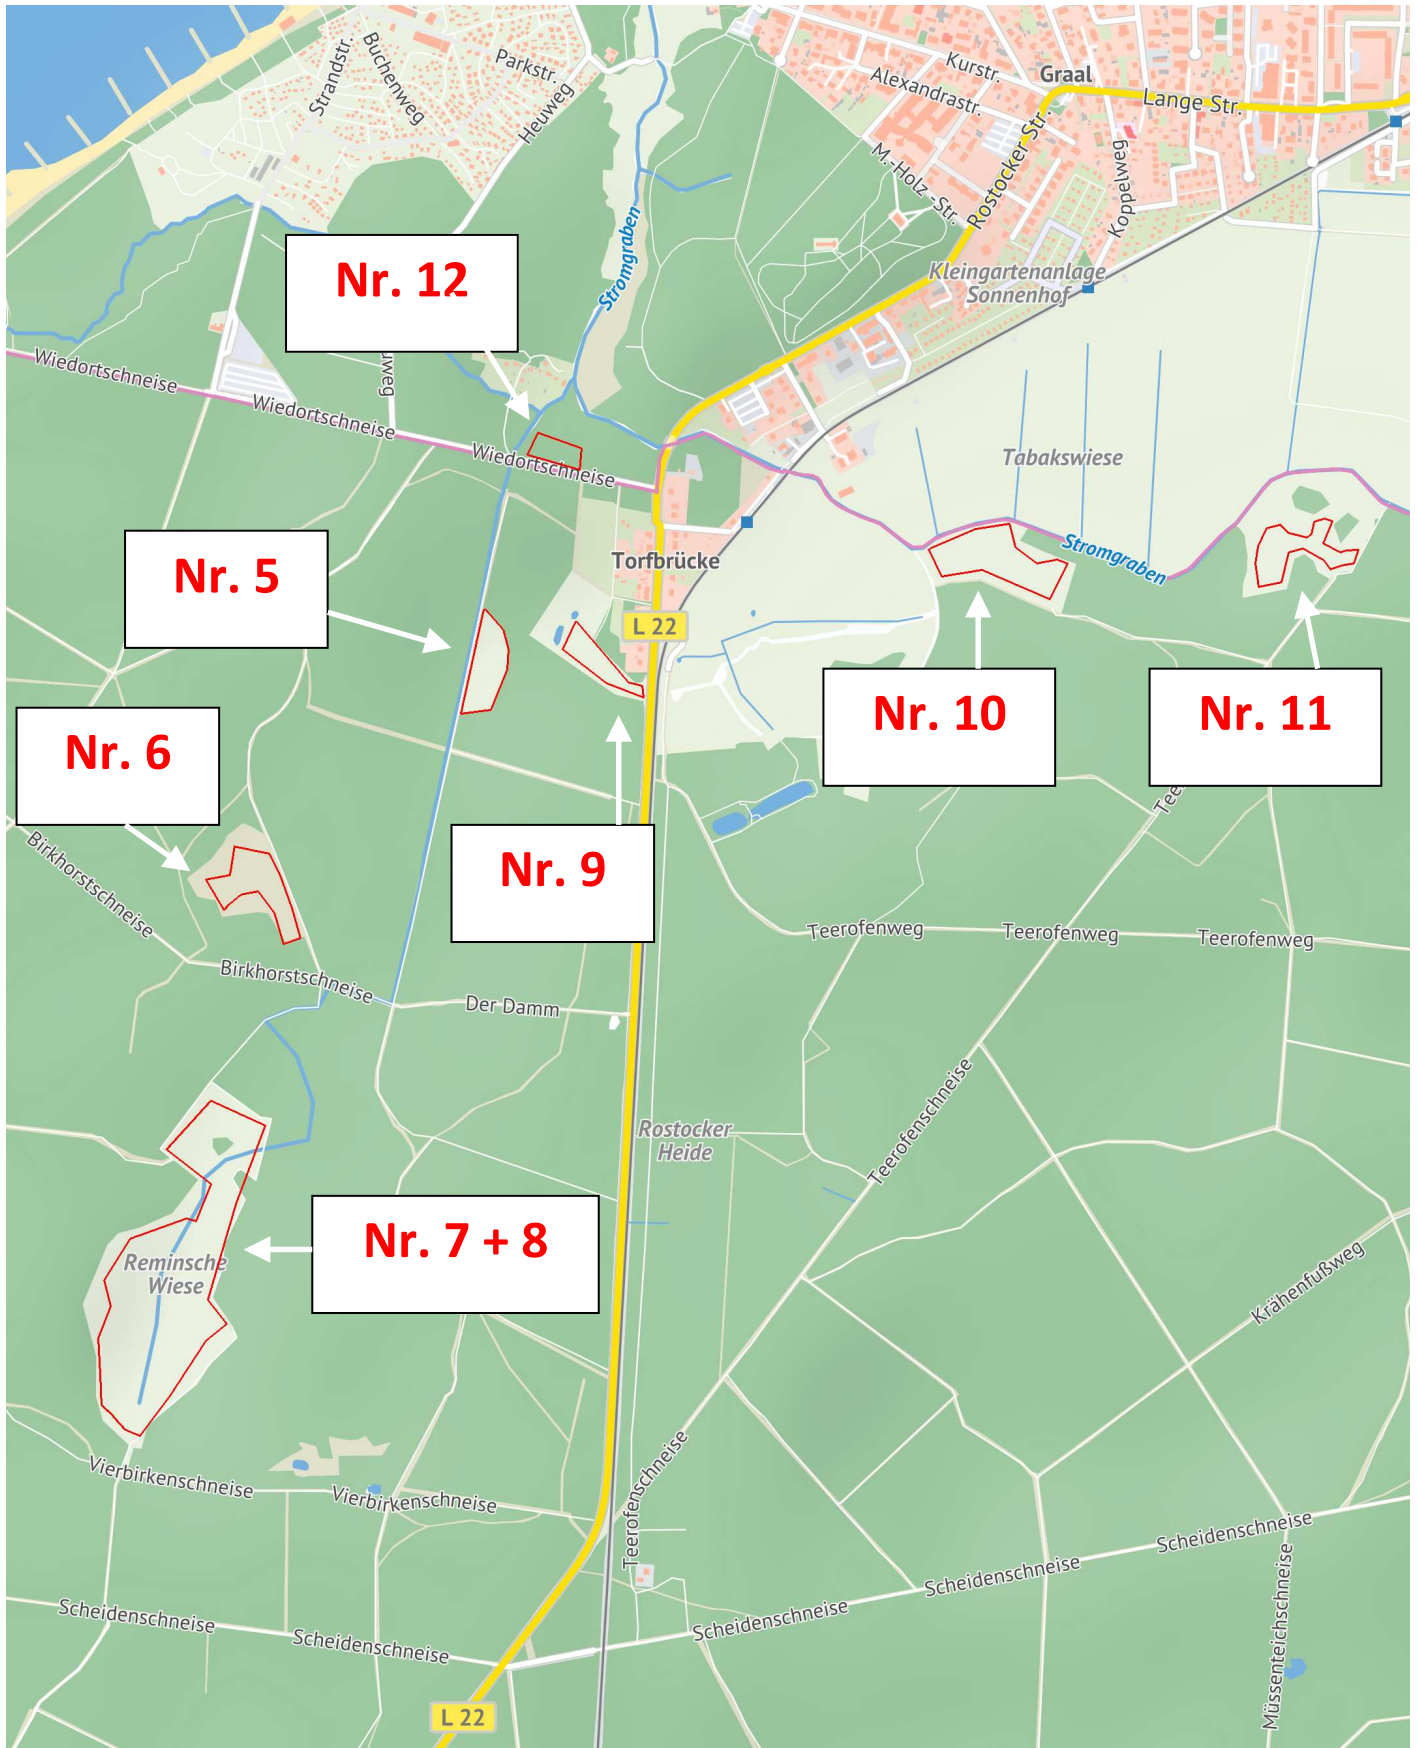 Strandstr.
Buchenweg
Parkstr.
Heuweg
Kurstr.
Graal
Alexandrastr.
Lange Str.
Rostocker Str.
M.-Holz-Str.
Koppelweg
Stromgraben
Kleingartenanlage
Sonnenhof
Nr. 12
Wiedortschneise
Wiedortschneise
uweg
Wiedortschneise
Tabakswiese
Stromgraben
Torfbrücke
Nr. 5
L 22
Nr. 10
Nr. 11
Nr. 6
Nr. 9
Tee
Birkhorstschneise
Birkhorstschneise
Der Damm
Teerofenweg
Teerofenweg
Teerofenweg
Teerofenschneise
Rostocker
Heide
Nr. 7 + 8
Reminsche
Wiese
Krähenfußweg
Vierbirkenschneise
Vierbirkenschneise
Teerofenschneise
Scheidenschneise
Scheidenschneise
Scheidenschneise
Scheidenschneise
Scheidenschneise
Müssenteichschneise
L 22